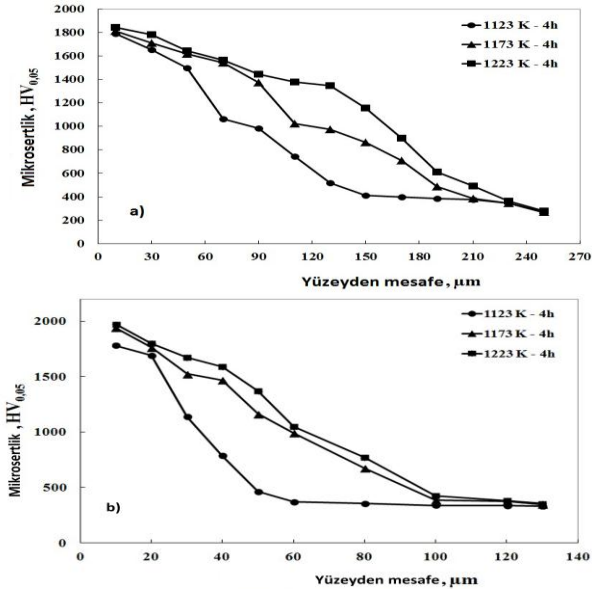 2000
1800
1600
1400
1200
1000
800
600
400
200
0
Mikrosertlik , HV0,05
1123 K - 4h
1173 K - 4h
1223 K - 4h
a)
0 30 60 90 120 150 180 210 240 270
Yüzeyden mesafe , µm
2000
1500
1000
500
0
Mikrosertlik , HV0,05
1123 K - 4h
1173 K - 4h
1223 K - 4h
b)
0 20 40 60 80 100 120 140
Yüzeyden mesafe , µm